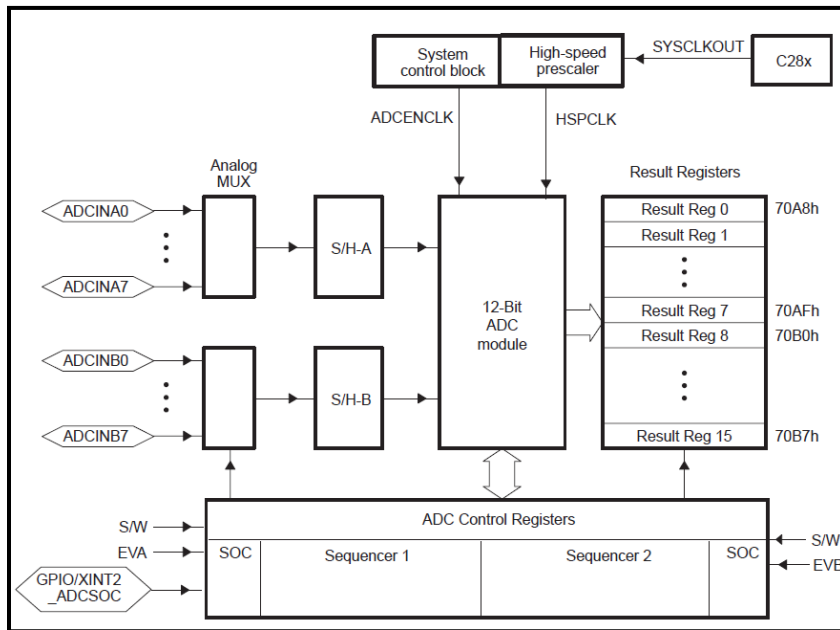 System
control block
High-speed
prescaler
SYSCLKOUT
C28x
ADCENCLK
HSPCLK
Analog
MUX
Result Registers
ADCINA0
ADCINA7
S/H-A
12-Bit
ADC
module
Result Reg 0
70A8h
Result Reg 1
Result Reg 7
70AFh
Result Reg 8
70B0h
ADCINB0
ADCINB7
S/H-B
Result Reg 15
70B7h
ADC Control Registers
S/W
EVA
GPIO/XINT2
_ADCSOC
SOC
Sequencer 1
Sequencer 2
SOC
S/W